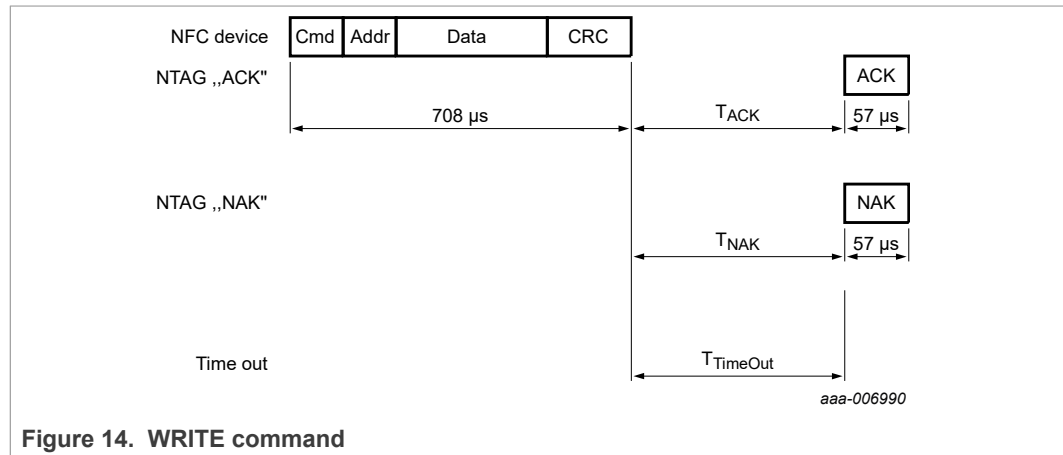 NFC device Cmd Addr Data CRC
NTAG ,,ACK" ACK
708 µs TACK 57 µs
NTAG ,,NAK" NAK
TNAK 57 µs
Time out TTimeOut
aaa-006990
Figure 14. WRITE command